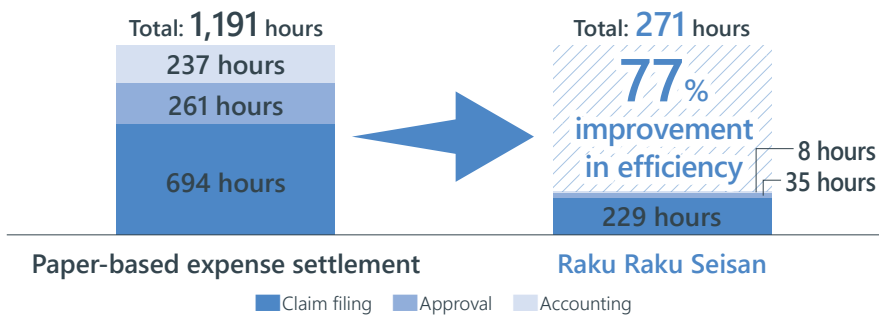 Total: 1,191 hours
237 hours
261 hours
694 hours
Total: 271 hours
77%
improvement
in efficiency
8 hours
35 hours
229 hours
Paper-based expense settlement
Raku Raku Seisan
Claim filing Approval Accounting